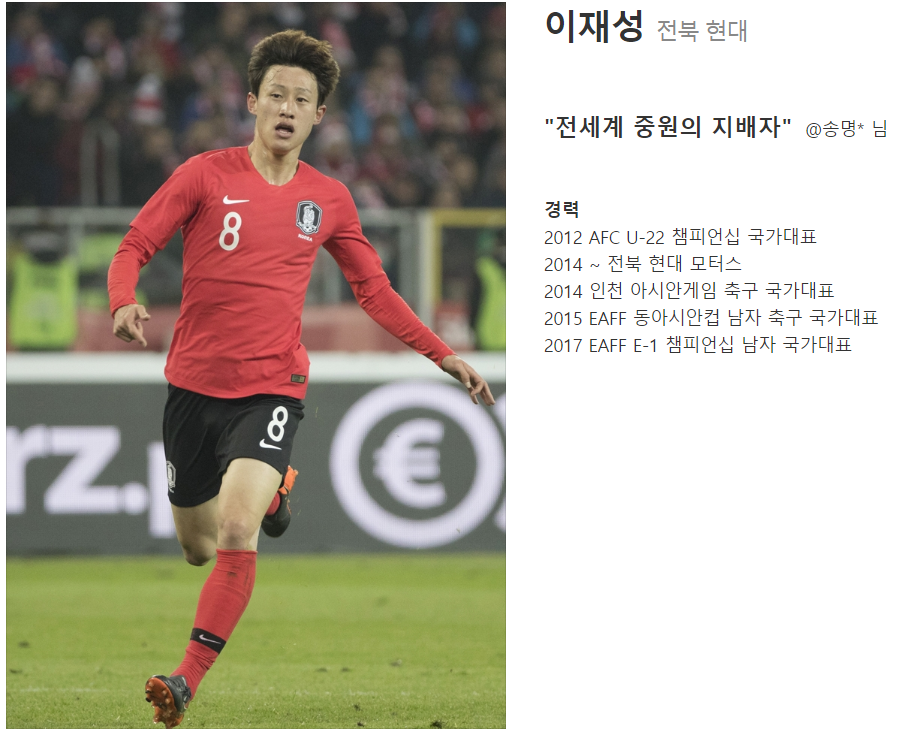 이재성 전북 현대
"전세계 중원의 지배자" @송명* 님
경력
2012 AFC U-22 챔피언십 국가대표
2014 ~ 전북 현대 모터스
2014 인천 아시안게임 축구 국가대표
2015 EAFF 동아시안컵 남자 축구 국가대표
2017 EAFF E-1 챔피언십 남자 국가대표
8
KOREA
8
rz.p
€